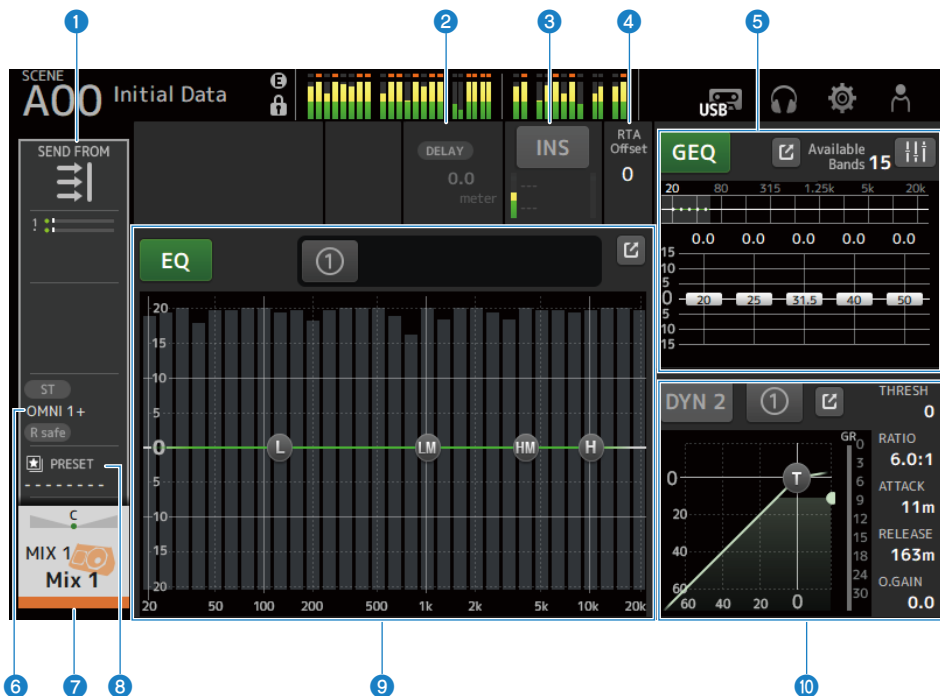 1 2 3 4 5
SCENE
A00 Initial Data
E
USB
SEND FROM
1
ST
OMNI 1+
R safe
PRESET
--------
C
MIX 1
Mix 1
DELAY
0.0
meter
INS
---
---
RTA
Offset
0
GEQ
Available
Bands 15
20 80 315 1.25k 5k 20k
0.0 0.0 0.0 0.0 0.0
15
10
5
0
5
10
15
20 25 31.5 40 50
EQ
1
20
15
10
5
0
5
10
15
20
L LM HM H
20 50 100 200 500 1k 2k 5k 10k 20k
DYN 2
1
THRESH
0
RATIO
6.0:1
ATTACK
11m
RELEASE
163m
O.GAIN
0.0
GR
0
3
6
9
12
15
18
24
30
T
0
20
40
60
60 40 20 0
6 7 8 9 10